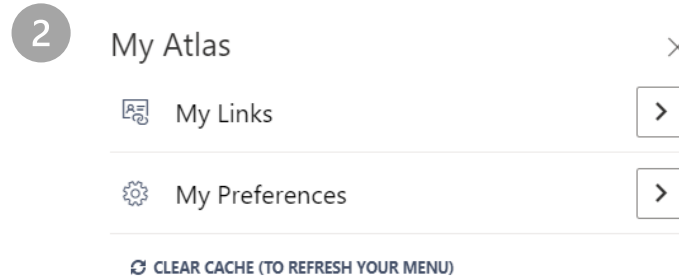 2
My Atlas
My Links
My Preferences
CLEAR CACHE (TO REFRESH YOUR MENU)